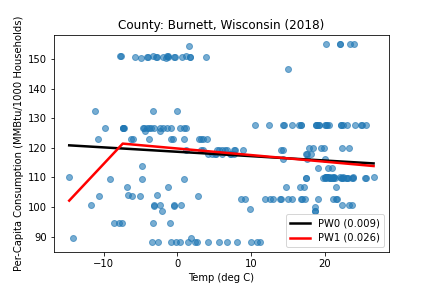 County: Burnett, Wisconsin (2018)
Per-Capita Consumption (MMBtu/1000 Households)
150
140
130
120
110
100
90
−10
0
10
20
Temp (deg C)
PW0 (0.009)
PW1 (0.026)